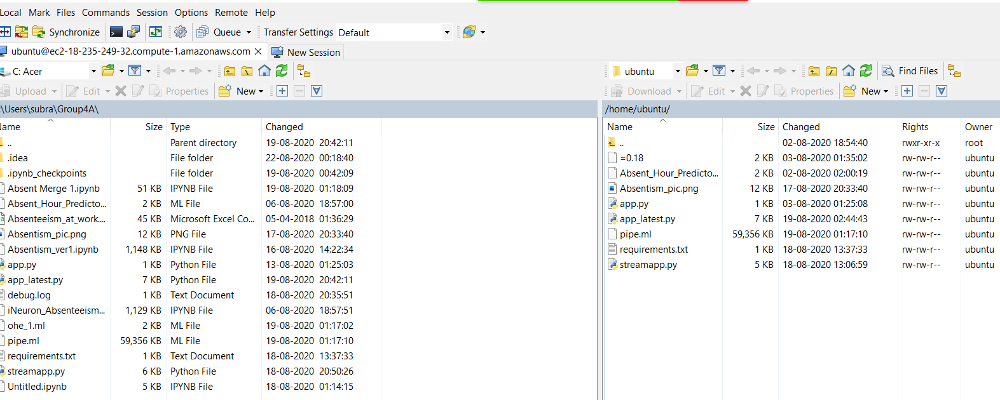 Local Mark Files Commands Session Options Remote Help
Synchronize Queue Transfer Settings Default
ubuntu@ec2-18-235-249-32.compute-1.amazonaws.com New Session
C: Acer
ubuntu Find Files
Upload Edit Properties New
Download Edit Properties New
:\Users\subra\Group4A\
/home/ubuntu/
Name Size Type Changed
.. Parent directory 19-08-2020 20:42:11
.idea File folder 22-08-2020 00:18:40
.ipynb_checkpoints File folder 19-08-2020 00:42:09
Absent Merge 1.ipynb 51 KB IPYNB File 19-08-2020 01:18:09
Absent_Hour_Predicto... 2 KB ML File 06-08-2020 18:57:00
Absenteeism_at_work.... 45 KB Microsoft Excel Co... 05-04-2018 01:36:29
Absentism_pic.png 12 KB PNG File 17-08-2020 20:33:40
Absentism_ver1.ipynb 1,148 KB IPYNB File 16-08-2020 14:22:34
app.py 1 KB Python File 13-08-2020 01:25:03
app_latest.py 7 KB Python File 19-08-2020 20:42:11
debug.log 1 KB Text Document 18-08-2020 20:35:51
iNeuron_Absenteeism... 1,129 KB IPYNB File 06-08-2020 18:57:51
ohe_1.ml 2 KB ML File 19-08-2020 01:17:02
pipe.ml 59,356 KB ML File 19-08-2020 01:17:10
requirements.txt 1 KB Text Document 18-08-2020 13:37:33
streamapp.py 6 KB Python File 18-08-2020 20:50:26
Untitled.ipynb 5 KB IPYNB File 18-08-2020 01:14:15
Name Size Changed Rights Owner
.. 02-08-2020 18:54:40 rwxr-xr-x root
=0.18 2 KB 03-08-2020 01:35:02 rw-rw-r-- ubuntu
Absent_Hour_Predicto... 2 KB 02-08-2020 02:00:19 rw-rw-r-- ubuntu
Absentism_pic.png 12 KB 17-08-2020 20:33:40 rw-rw-r-- ubuntu
app.py 1 KB 03-08-2020 01:25:08 rw-rw-r-- ubuntu
app_latest.py 7 KB 19-08-2020 02:44:43 rw-rw-r-- ubuntu
pipe.ml 59,356 KB 19-08-2020 01:17:10 rw-rw-r-- ubuntu
requirements.txt 1 KB 18-08-2020 13:37:33 rw-rw-r-- ubuntu
streamapp.py 5 KB 18-08-2020 13:06:59 rw-rw-r-- ubuntu